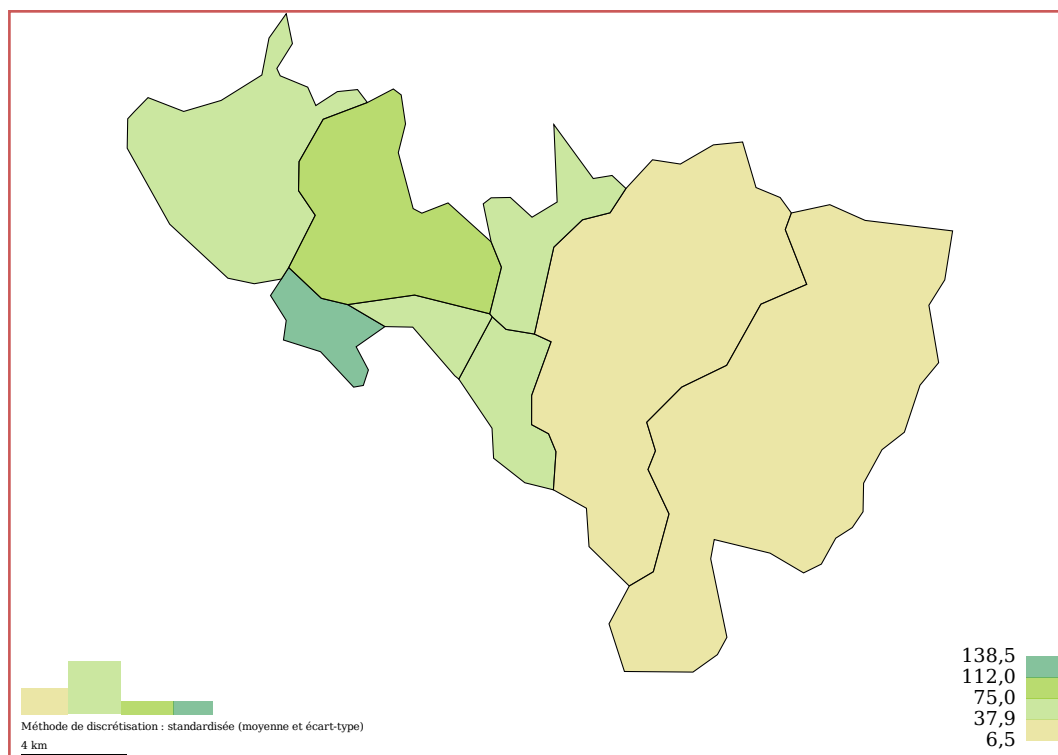 138,5
112,0
75,0
37,9
6,5
Méthode de discrétisation : standardisée (moyenne et écart-type)
4 km